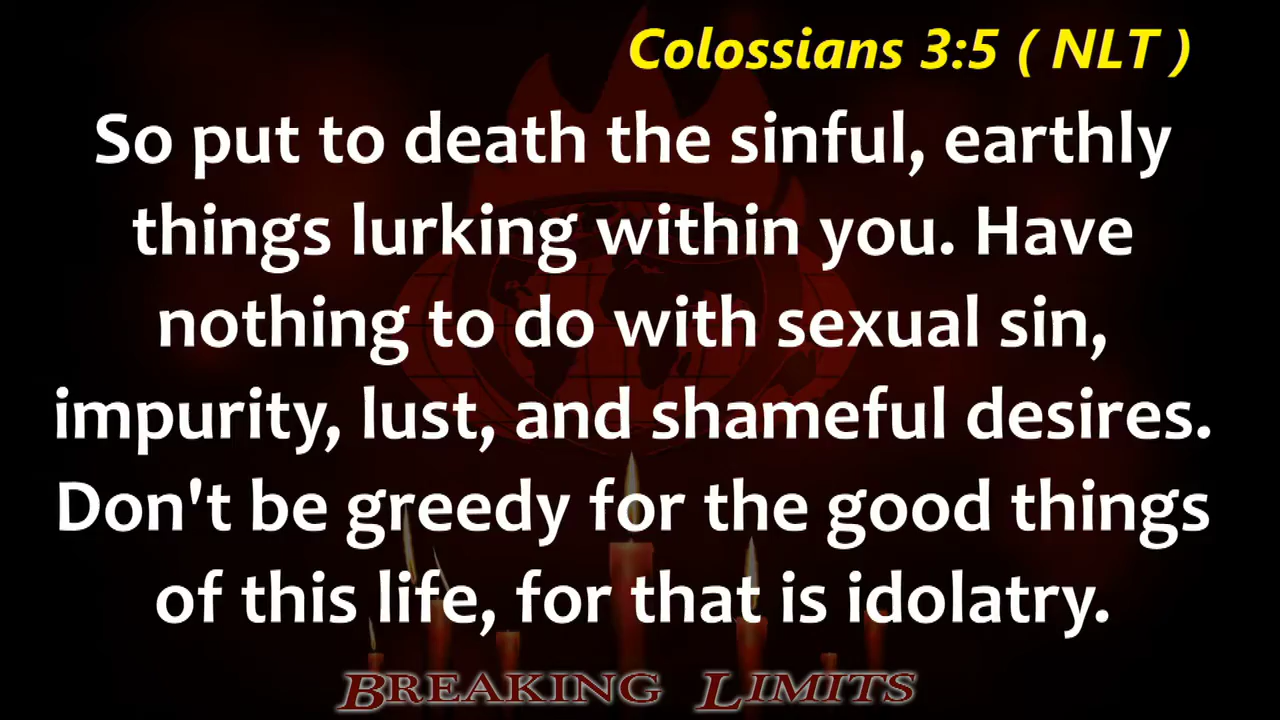 Colossians 3:5 ( NLT )
So put to death the sinful, earthly
things lurking within you. Have
nothing to do with sexual sin,
impurity, lust, and shameful desires.
Don't be greedy for the good things
of this life, for that is idolatry.
BREAKING LIMITS